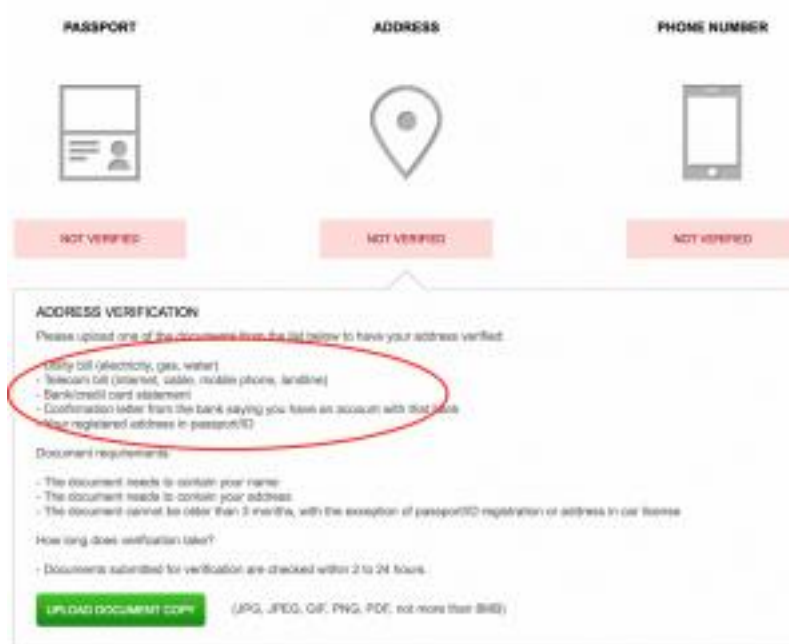 PASSPORT
ADDRESS
PHONE NUMBER
NOT VERIFIED
NOT VERIFIED
NOT VERIFIED
ADDRESS VERIFICATION
Please upload one of the documents from the list below to have your address verified:
- Utility bill (electricity, gas, water)
- Telecom bill (internet, cable, mobile phone, landline)
- Bank/credit card statement
- Confirmation letter from the bank saying you have an account with that bank
- Your registered address in passport/ID
Document requirements:
- The document needs to contain your name
- The document needs to contain your address
- The document cannot be older than 3 months, with the exception of passport/ID registration or address in car license
How long does verification take?
- Documents submitted for verification are checked within 2 to 24 hours.
UPLOAD DOCUMENT COPY
(JPG, JPEG, GIF, PNG, PDF, not more than 8MB)